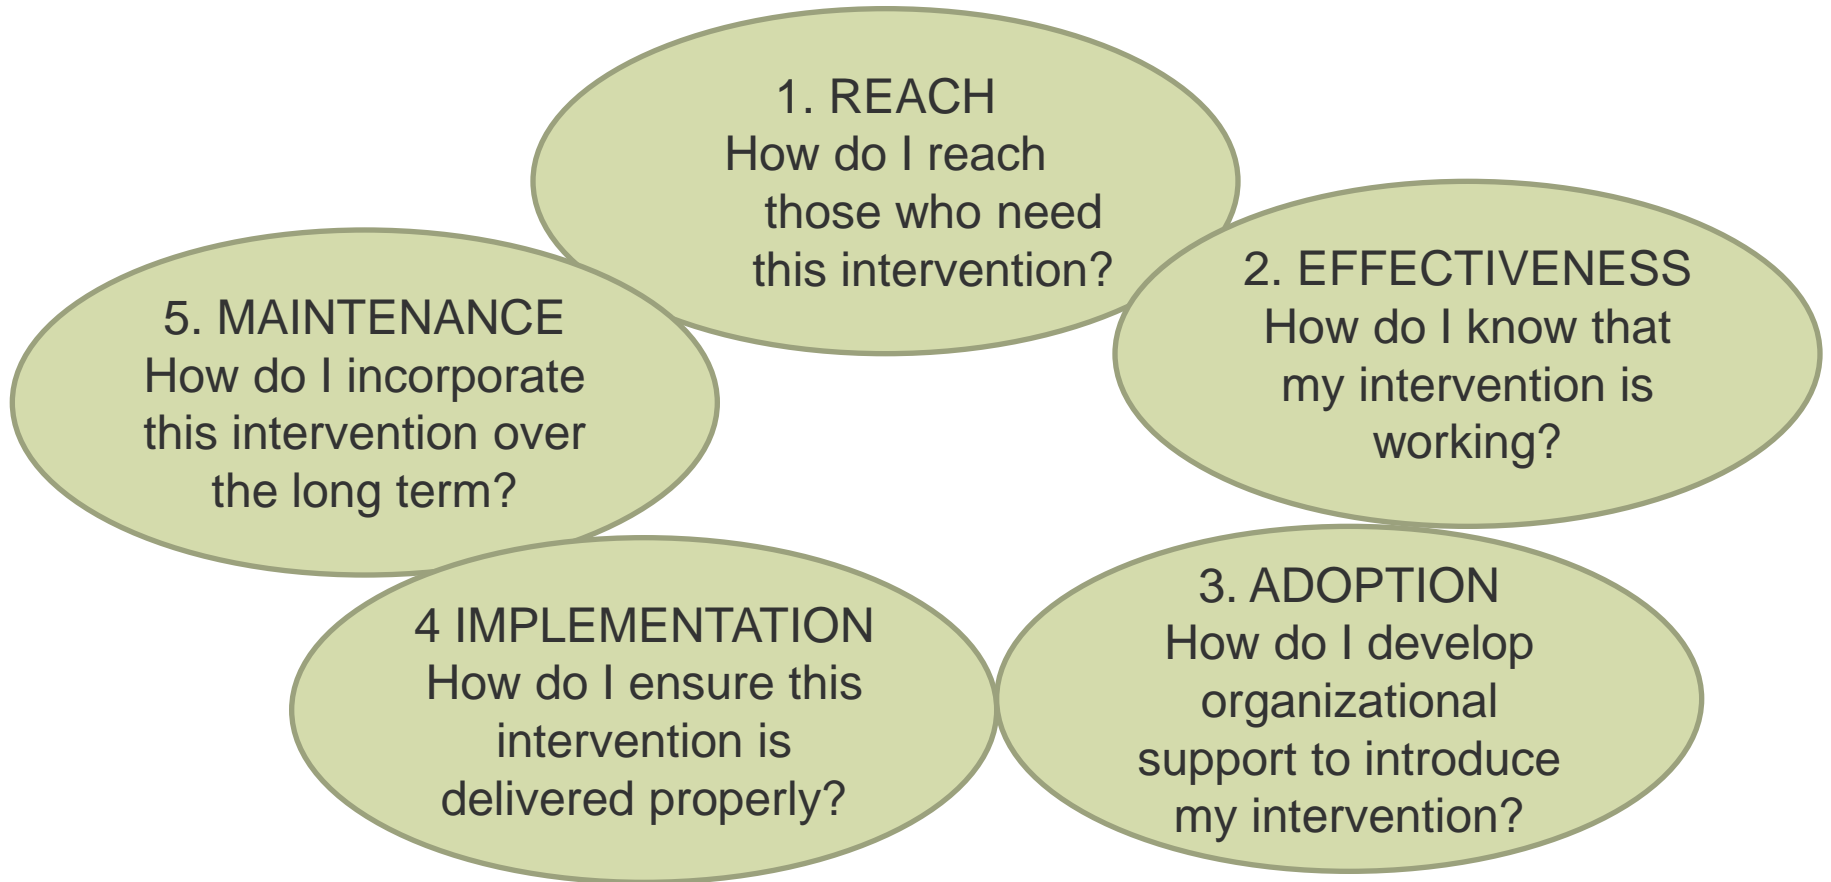 1. REACH
How do I reach
those who need
this intervention?
2. EFFECTIVENESS
How do I know that
my intervention is
working?
3. ADOPTION
How do I develop
organizational
support to introduce
my intervention?
4 IMPLEMENTATION
How do I ensure this
intervention is
delivered properly?
5. MAINTENANCE
How do I incorporate
this intervention over
the long term?